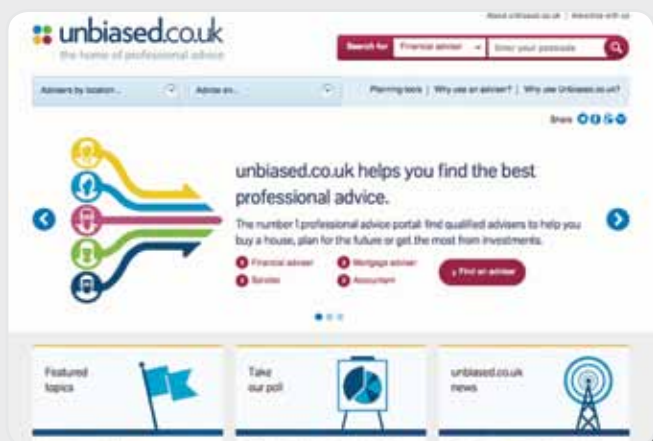 About unbiased.co.uk | Advertise with us
unbiased.co.uk
the home of professional advice
Search for Financial adviser Enter your postcode
Advisers by location... Advice on... Planning tools | Why use an adviser? | Why use Unbiased.co.uk?
Share
unbiased.co.uk helps you find the best
professional advice.
The number 1 professional advice portal: find qualified advisers to help you
buy a house, plan for the future or get the most from investments.
Financial adviser Mortgage adviser
Solicitor Accountant
› Find an adviser
Featured
topics
Take
our poll
unbiased.co.uk
news